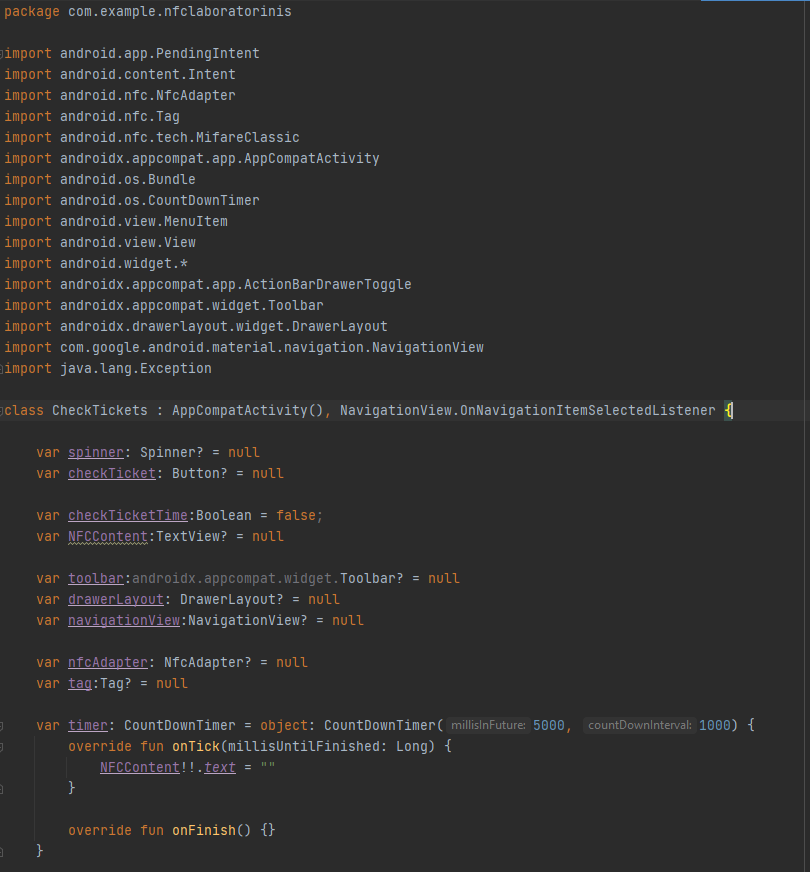 package com.example.nfclaboratorinis
import android.app.PendingIntent
import android.content.Intent
import android.nfc.NfcAdapter
import android.nfc.Tag
import android.nfc.tech.MifareClassic
import androidx.appcompat.app.AppCompatActivity
import android.os.Bundle
import android.os.CountDownTimer
import android.view.MenuItem
import android.view.View
import android.widget.*
import androidx.appcompat.app.ActionBarDrawerToggle
import androidx.appcompat.widget.Toolbar
import androidx.drawerlayout.widget.DrawerLayout
import com.google.android.material.navigation.NavigationView
import java.lang.Exception
class CheckTickets : AppCompatActivity(), NavigationView.OnNavigationItemSelectedListener {
var spinner: Spinner? = null
var checkTicket: Button? = null
var checkTicketTime:Boolean = false;
var NFCContent:TextView? = null
var toolbar:androidx.appcompat.widget.Toolbar? = null
var drawerLayout: DrawerLayout? = null
var navigationView:NavigationView? = null
var nfcAdapter: NfcAdapter? = null
var tag:Tag? = null
var timer: CountDownTimer = object: CountDownTimer( millisInFuture: 5000, countDownInterval: 1000) {
override fun onTick(millisUntilFinished: Long) {
NFCContent!!.text = ""
}
override fun onFinish() {}
}